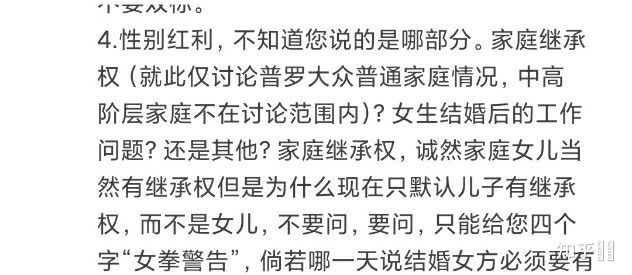 不要双标。
4.性别红利，不知道您说的是哪部分。家庭继承
权（就此仅讨论普罗大众普通家庭情况，中高
阶层家庭不在讨论范围内）？女生结婚后的工作
问题？还是其他？家庭继承权，诚然家庭女儿当
然有继承权但是为什么现在只默认儿子有继承
权，而不是女儿，不要问，要问，只能给您四个
字“女拳警告”，倘若哪一天说结婚女方必须要有
知乎